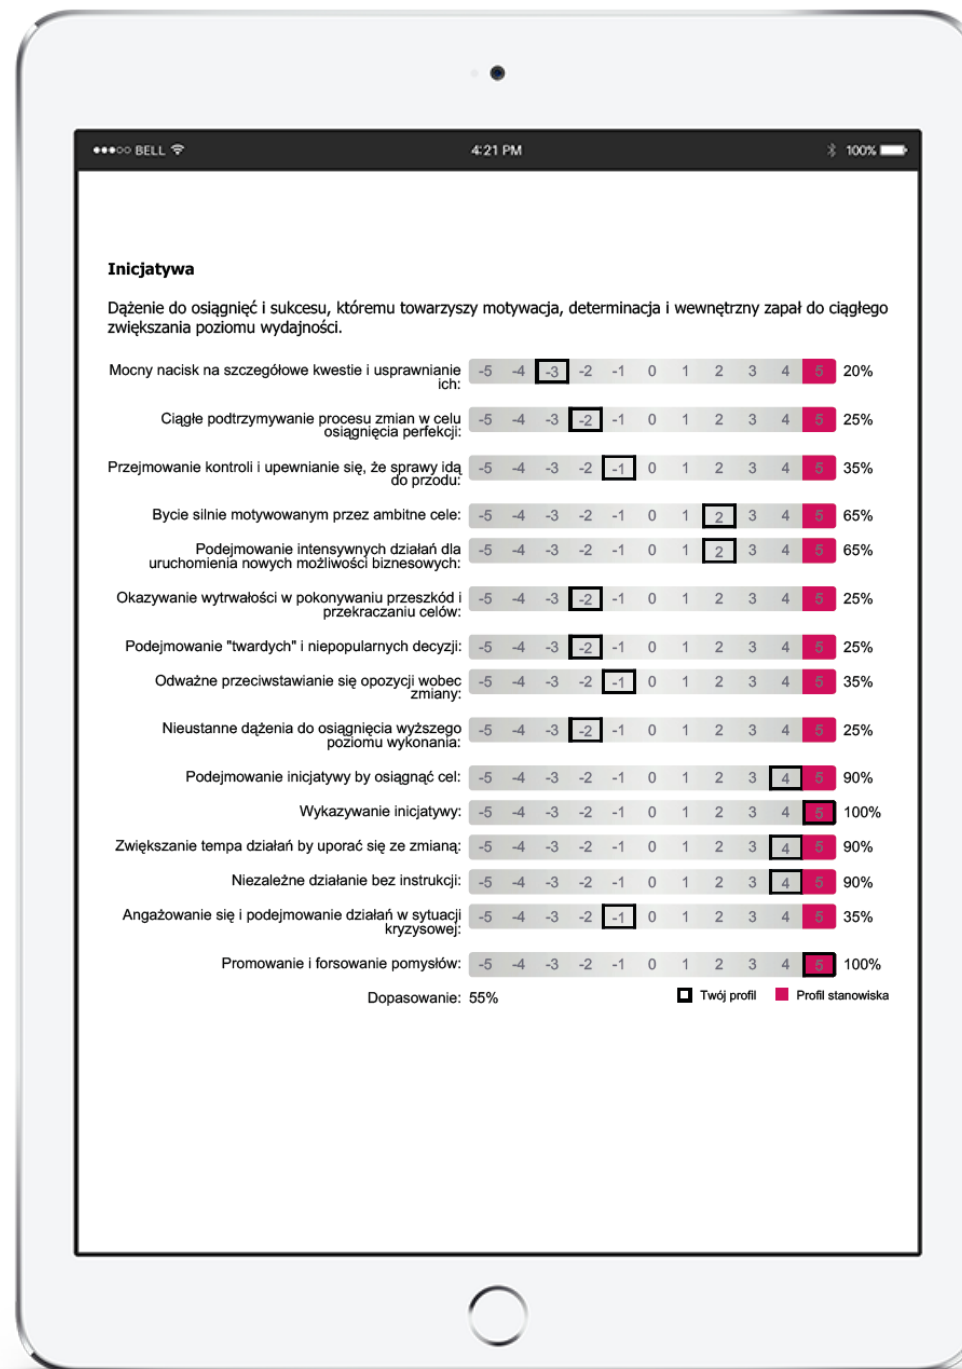 BELL
4:21 PM
100%
Inicjatywa
Dążenie do osiągnięć i sukcesu, któremu towarzyszy motywacja, determinacja i wewnętrzny zapał do ciągłego
zwiększania poziomu wydajności.
Mocny nacisk na szczegółowe kwestie i usprawnianie
ich:
-5 -4 -3 -2 -1 0 1 2 3 4 5 20%
Ciągłe podtrzymywanie procesu zmian w celu
osiągnięcia perfekcji:
-5 -4 -3 -2 -1 0 1 2 3 4 5 25%
Przejmowanie kontroli i upewnianie się, że sprawy idą
do przodu:
-5 -4 -3 -2 -1 0 1 2 3 4 5 35%
Bycie silnie motywowanym przez ambitne cele: -5 -4 -3 -2 -1 0 1 2 3 4 5 65%
Podejmowanie intensywnych działań dla
uruchomienia nowych możliwości biznesowych:
-5 -4 -3 -2 -1 0 1 2 3 4 5 65%
Okazywanie wytrwałości w pokonywaniu przeszkód i
przekraczaniu celów:
-5 -4 -3 -2 -1 0 1 2 3 4 5 25%
Podejmowanie "twardych" i niepopularnych decyzji: -5 -4 -3 -2 -1 0 1 2 3 4 5 25%
Odważne przeciwstawianie się opozycji wobec
zmiany:
-5 -4 -3 -2 -1 0 1 2 3 4 5 35%
Nieustanne dążenia do osiągnięcia wyższego
poziomu wykonania:
-5 -4 -3 -2 -1 0 1 2 3 4 5 25%
Podejmowanie inicjatywy by osiągnąć cel: -5 -4 -3 -2 -1 0 1 2 3 4 5 90%
Wykazywanie inicjatywy: -5 -4 -3 -2 -1 0 1 2 3 4 5 100%
Zwiększanie tempa działań by uporać się ze zmianą: -5 -4 -3 -2 -1 0 1 2 3 4 5 90%
Niezależne działanie bez instrukcji: -5 -4 -3 -2 -1 0 1 2 3 4 5 90%
Angażowanie się i podejmowanie działań w sytuacji
kryzysowej:
-5 -4 -3 -2 -1 0 1 2 3 4 5 35%
Promowanie i forsowanie pomysłów: -5 -4 -3 -2 -1 0 1 2 3 4 5 100%
Dopasowanie: 55%
Twój profil
Profil stanowiska